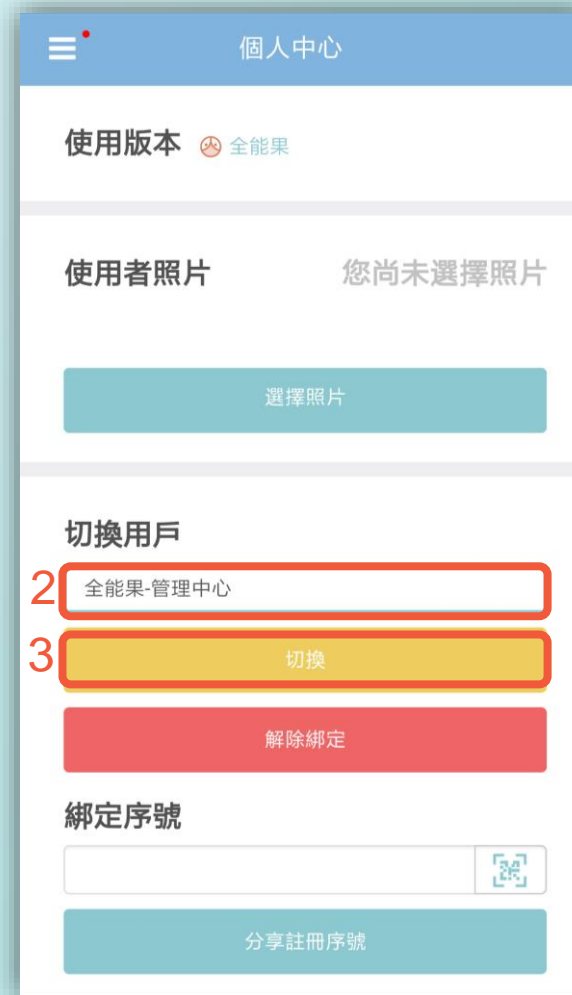 個人中心
使用版本 全能果
使用者照片 您尚未選擇照片
選擇照片
切換用戶
2 全能果-管理中心
3 切換
解除綁定
綁定序號
分享註冊序號